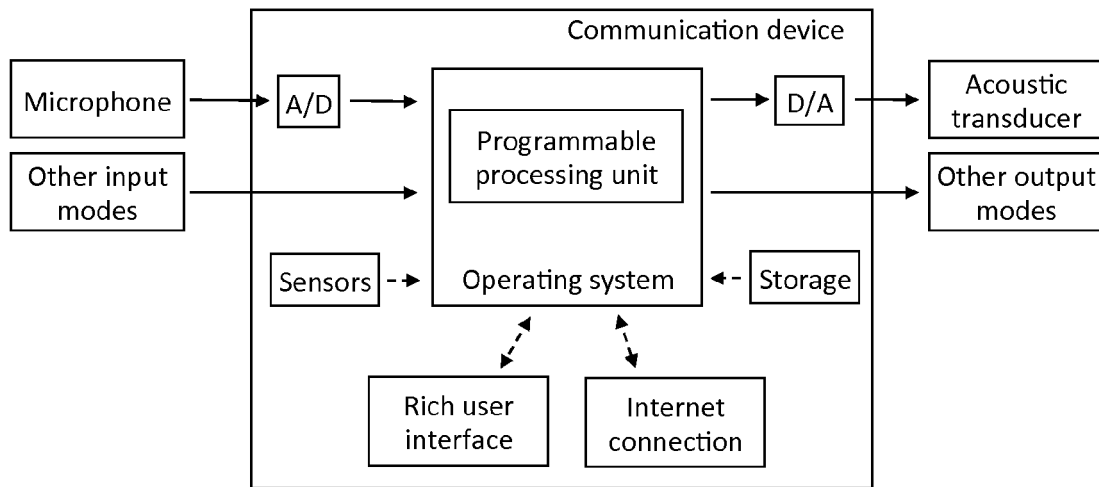 Communication device
Microphone
A/D
D/A
Acoustic
transducer
Programmable
processing unit
Other input
modes
Other output
modes
Sensors
Operating system
Storage
Rich user
interface
Internet
connection